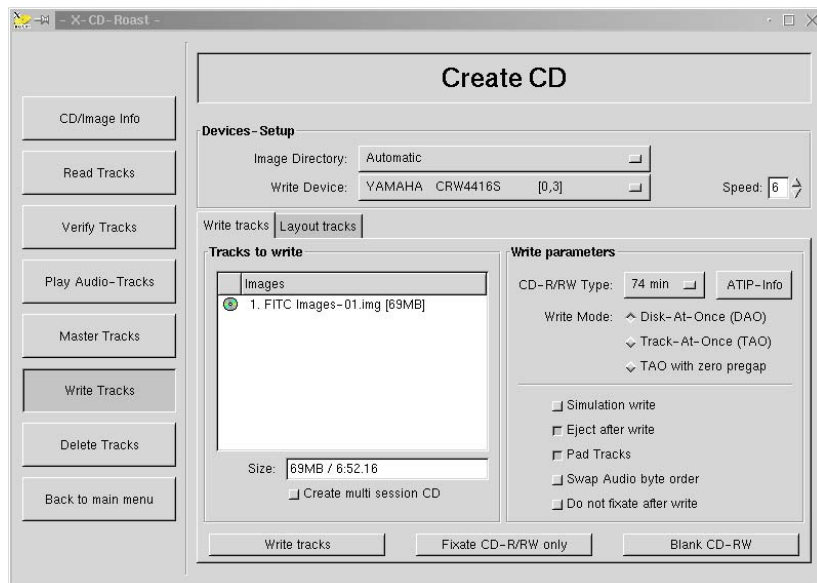 - X-CD-Roast -
Create CD
CD/Image Info
Read Tracks
Verify Tracks
Play Audio-Tracks
Master Tracks
Write Tracks
Delete Tracks
Back to main menu
Devices-Setup
Image Directory: Automatic
Write Device: YAMAHA CRW4416S [0,3]
Speed: 6
Write tracks
Layout tracks
Tracks to write
Images
1. FITC Images-01.img [69MB]
Size: 69MB / 6:52.16
Create multi session CD
Write parameters
CD-R/RW Type: 74 min
ATIP-Info
Write Mode: Disk-At-Once (DAO)
Track-At-Once (TAO)
TAO with zero pregap
Simulation write
Eject after write
Pad Tracks
Swap Audio byte order
Do not fixate after write
Write tracks
Fixate CD-R/RW only
Blank CD-RW